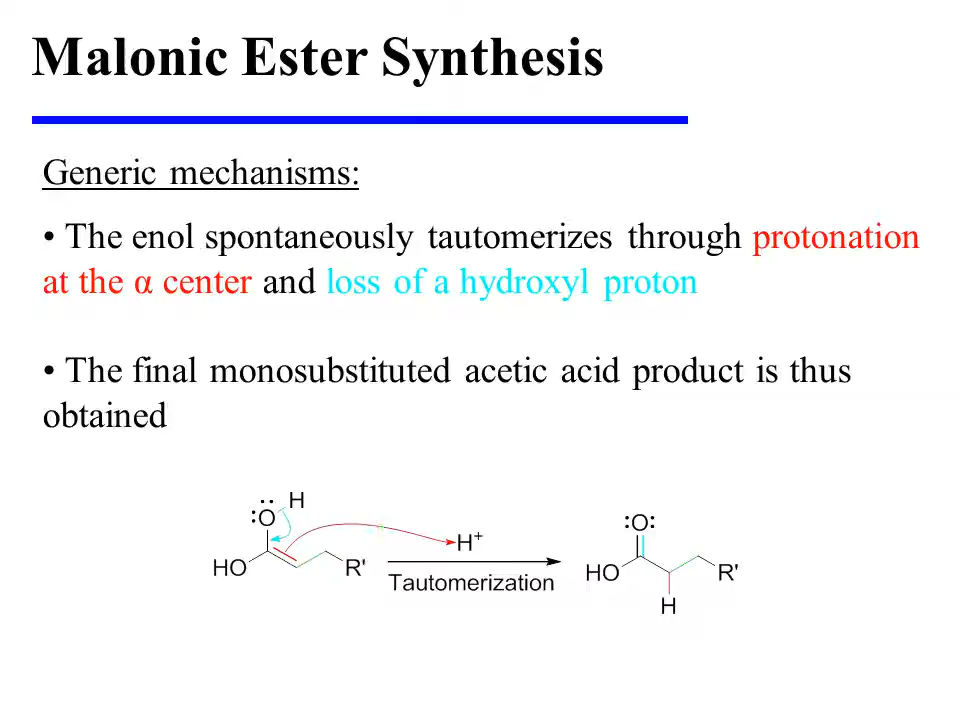 Malonic Ester Synthesis
Generic mechanisms:
• The enol spontaneously tautomerizes through protonation
at the α center and loss of a hydroxyl proton
• The final monosubstituted acetic acid product is thus
obtained
H
:O
H+
HO
R'
Tautomerization
:O:
HO
R'
H